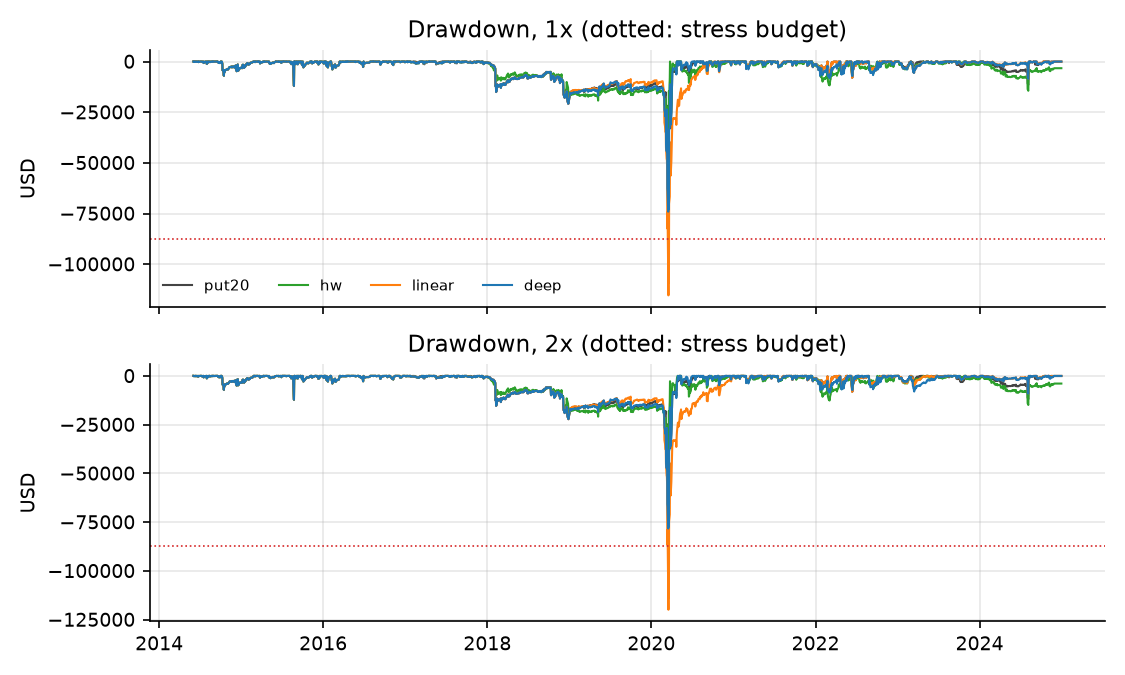 Drawdown, 1x (dotted: stress budget)
0
−25000
−50000
−75000
−100000
USD
put20 hw linear deep
Drawdown, 2x (dotted: stress budget)
0
−25000
−50000
−75000
−100000
−125000
USD
2014 2016 2018 2020 2022 2024